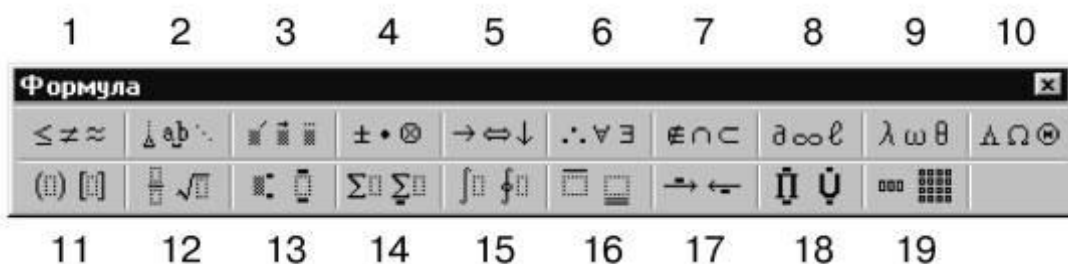 1 2 3 4 5 6 7 8 9 10
Формула
≤ ≠ ≈ a͟b ⋱ ± • ⊗ → ⇔ ↓ ∴ ∀ ∃ ∉ ∩ ⊂ ∂ ∞ ℓ λ ω θ Λ Ω Θ
(▯) [▯] √▯ Σ▯ Σ▯ ∫▯ ∮▯ → ← Π Ụ
11 12 13 14 15 16 17 18 19